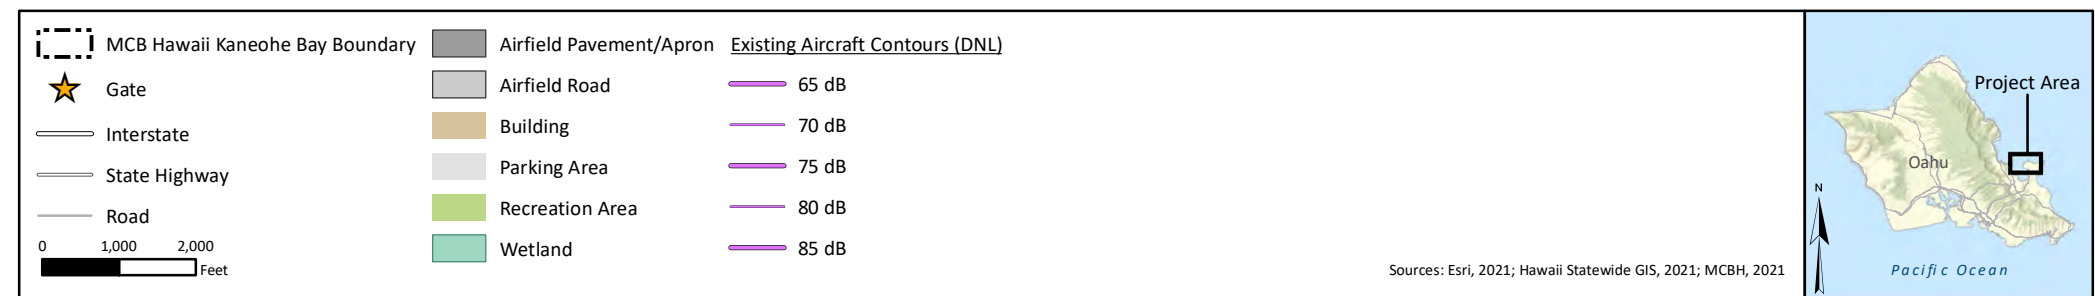 MCB Hawaii Kaneohe Bay Boundary
Gate
Interstate
State Highway
Road
0 1,000 2,000
Feet
Airfield Pavement/Apron
Airfield Road
Building
Parking Area
Recreation Area
Wetland
Existing Aircraft Contours (DNL)
65 dB
70 dB
75 dB
80 dB
85 dB
Sources: Esri, 2021; Hawaii Statewide GIS, 2021; MCBH, 2021
Project Area
Oahu
N
Pacific Ocean